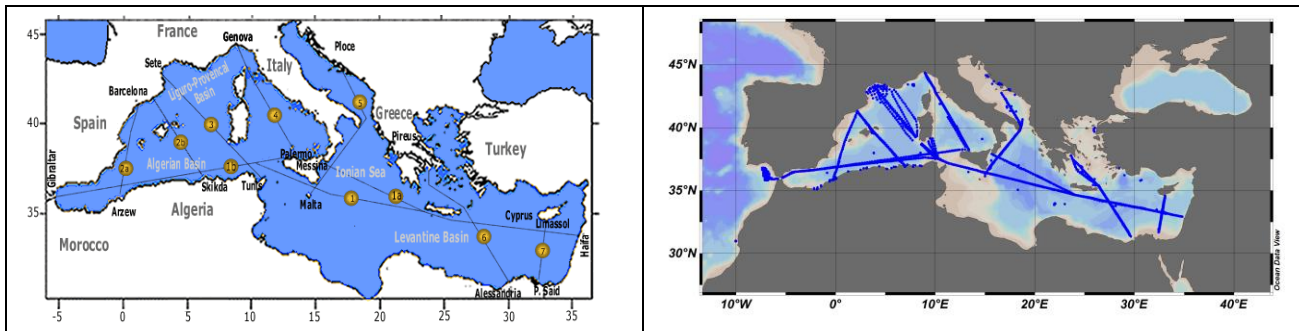 45
France
Genova
Ploce
Sete
Italy
Liguro-Provencal
Basin
Barcelona
5
4
Greece
40
Spain
3
Pireus
Turkey
2b
Algerian Basin
Palermo
Messina
Ionian Sea
2a
1b
Gibraltar
Skikda
Tunis
Arzew
Malta
1
1a
35
Algeria
Cyprus
Limassol
Haifa
Morocco
Levantine Basin
6
7
Alessandria
P. Said
-5
0
5
10
15
20
25
30
35
45°N
40°N
35°N
30°N
Ocean Data View
10°W
0°
10°E
20°E
30°E
40°E